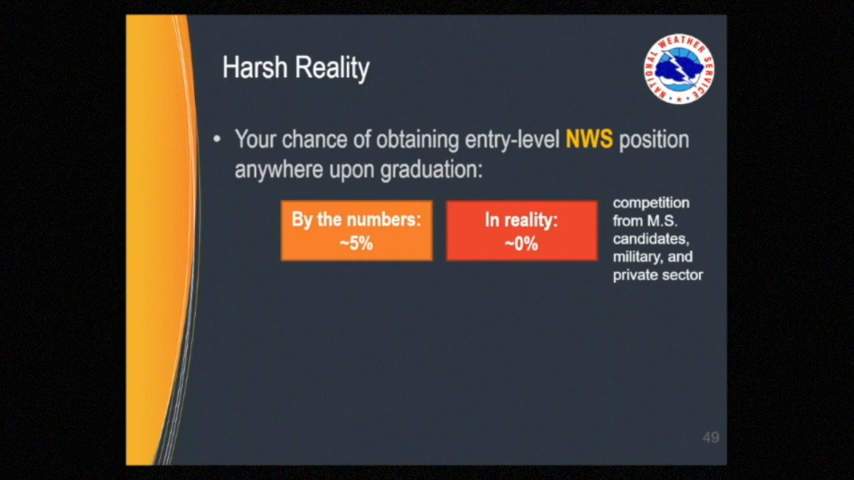 Harsh Reality
NATIONAL WEATHER SERVICE
• Your chance of obtaining entry-level NWS position
anywhere upon graduation:
By the numbers:
~5%
In reality:
~0%
competition
from M.S.
candidates,
military, and
private sector
49